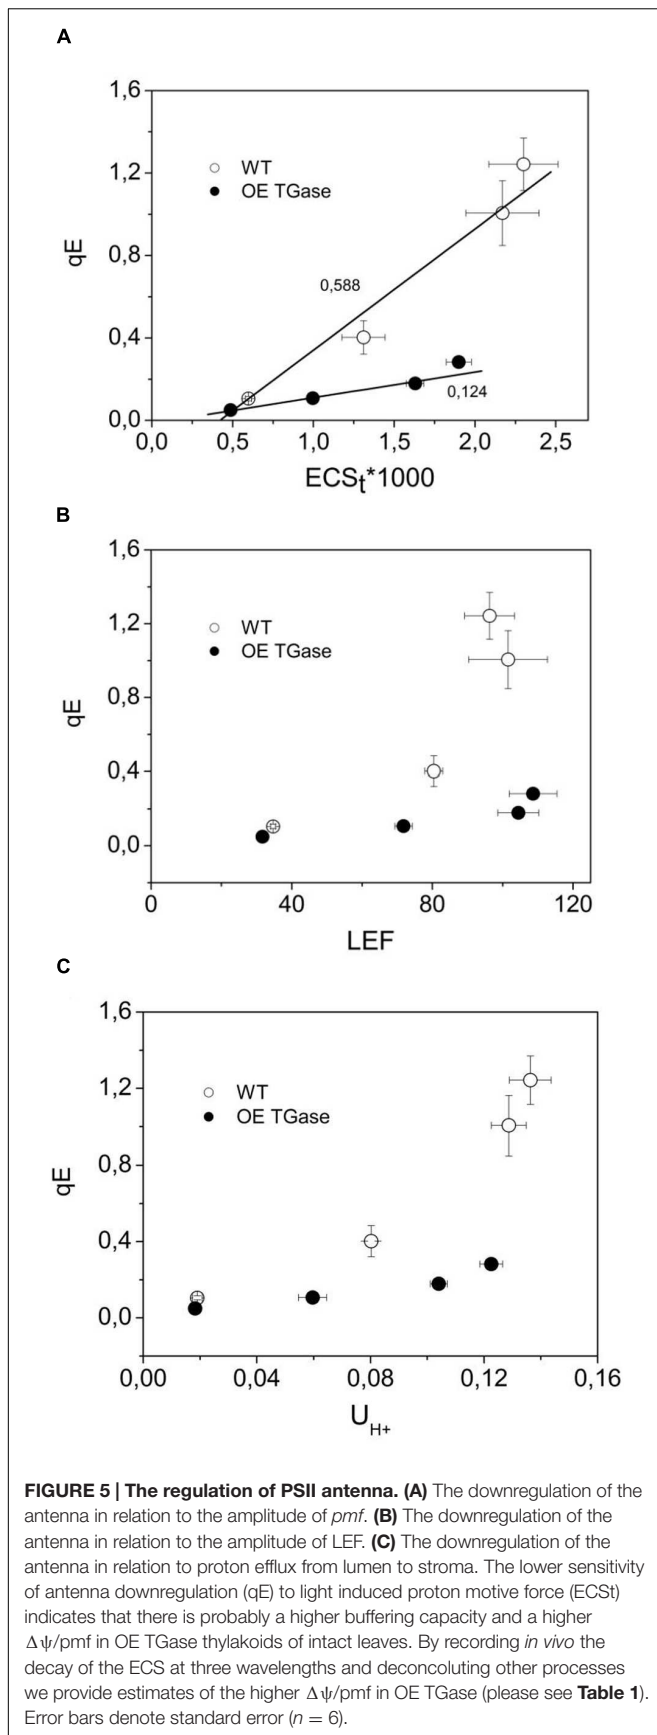 A
1,6
1,2
0,8
0,4
0,0
qE
WT
OE TGase
0,588
0,124
0,0 0,5 1,0 1,5 2,0 2,5
ECSt*1000
B
1,6
1,2
0,8
0,4
0,0
qE
WT
OE TGase
0 40 80 120
LEF
C
1,6
1,2
0,8
0,4
0,0
qE
WT
OE TGase
0,00 0,04 0,08 0,12 0,16
UH+
FIGURE 5 | The regulation of PSII antenna. (A) The downregulation of the
antenna in relation to the amplitude of pmf. (B) The downregulation of the
antenna in relation to the amplitude of LEF. (C) The downregulation of the
antenna in relation to proton efflux from lumen to stroma. The lower sensitivity
of antenna downregulation (qE) to light induced proton motive force (ECSt)
indicates that there is probably a higher buffering capacity and a higher
Δψ/pmf in OE TGase thylakoids of intact leaves. By recording in vivo the
decay of the ECS at three wavelengths and deconcoluting other processes
we provide estimates of the higher Δψ/pmf in OE TGase (please see Table 1).
Error bars denote standard error (n = 6).